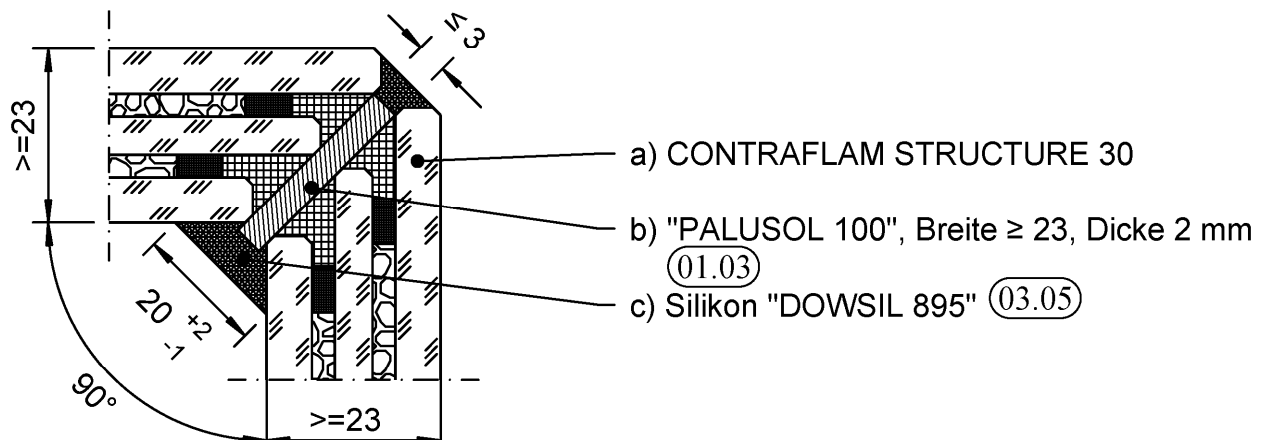 ≤ 3
>=23
a) CONTRAFLAM STRUCTURE 30
b) "PALUSOL 100", Breite ≥ 23, Dicke 2 mm
01.03
c) Silikon "DOWSIL 895" 03.05
20 +2 -1
90°
>=23